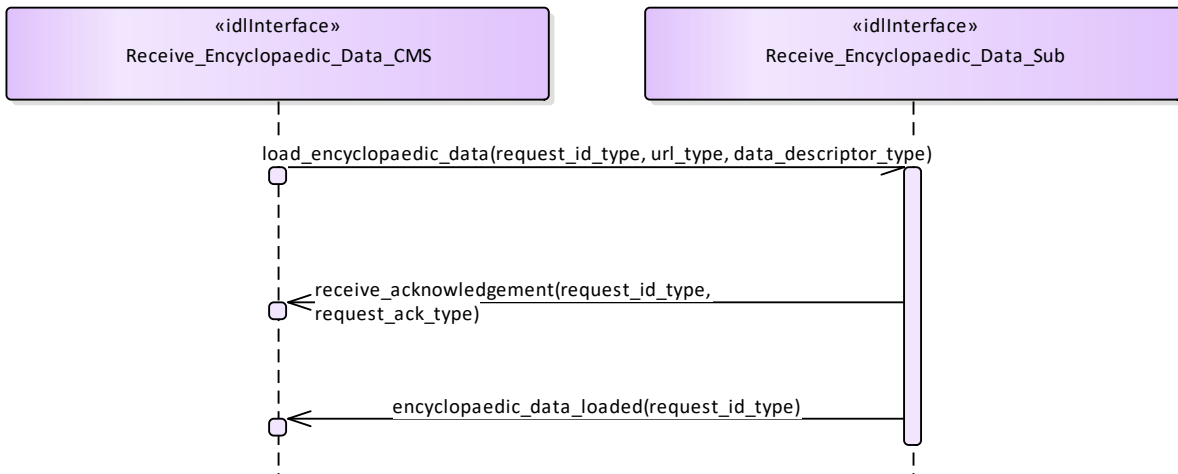 «idlInterface»
Receive_Encyclopaedic_Data_CMS
«idlInterface»
Receive_Encyclopaedic_Data_Sub
load_encyclopaedic_data(request_id_type, url_type, data_descriptor_type)
receive_acknowledgement(request_id_type,
request_ack_type)
encyclopaedic_data_loaded(request_id_type)